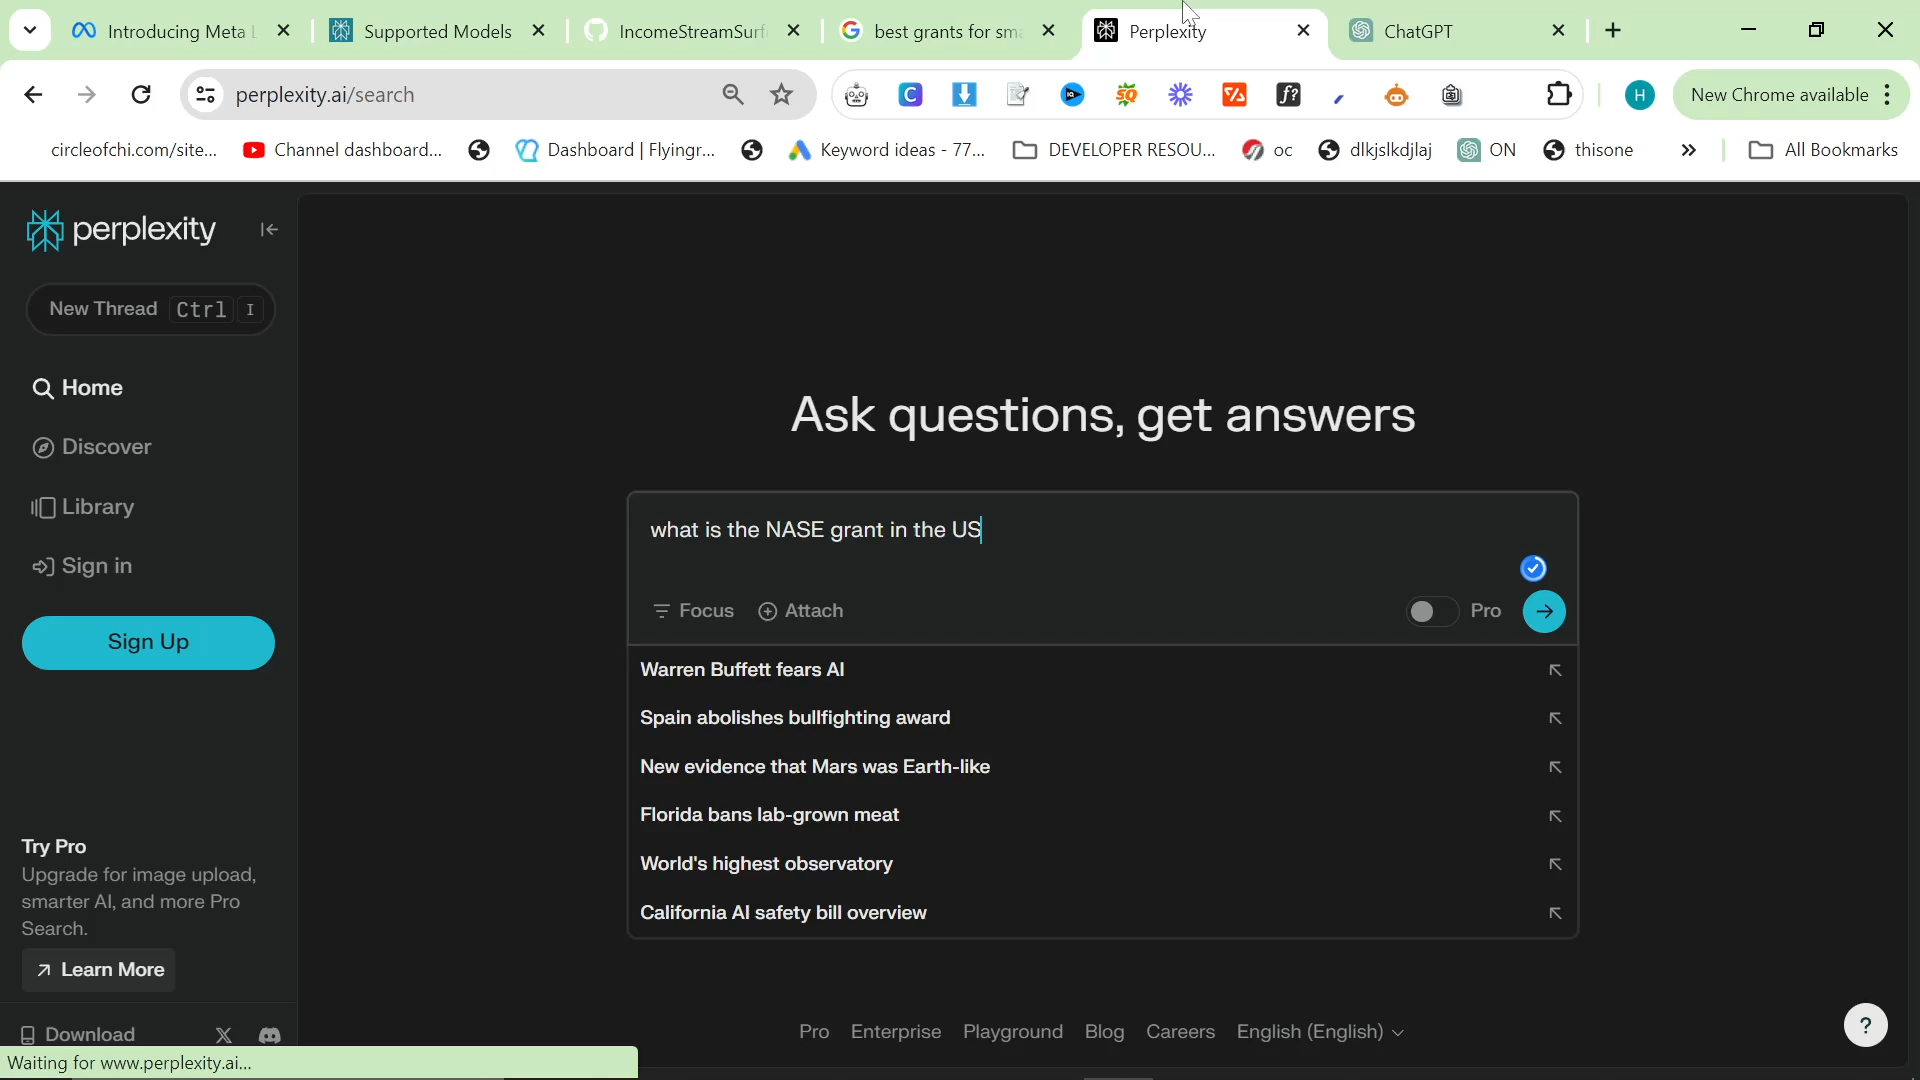 Introducing Meta L
Supported Models
IncomeStreamSurf
best grants for sma
Perplexity
ChatGPT
perplexity.ai/search
New Chrome available
circleofchi.com/site...
Channel dashboard...
Dashboard | Flyingr...
Keyword ideas - 77...
DEVELOPER RESOU...
oc
dlkjslkdjlaj
ON
thisone
All Bookmarks
perplexity
New Thread Ctrl I
Home
Discover
Library
Sign in
Sign Up
Ask questions, get answers
what is the NASE grant in the US
Focus
Attach
Pro
Warren Buffett fears AI
Spain abolishes bullfighting award
New evidence that Mars was Earth-like
Florida bans lab-grown meat
World's highest observatory
California AI safety bill overview
Try Pro
Upgrade for image upload,
smarter AI, and more Pro
Search.
Learn More
Download
Pro Enterprise Playground Blog Careers English (English)
?
Waiting for www.perplexity.ai...